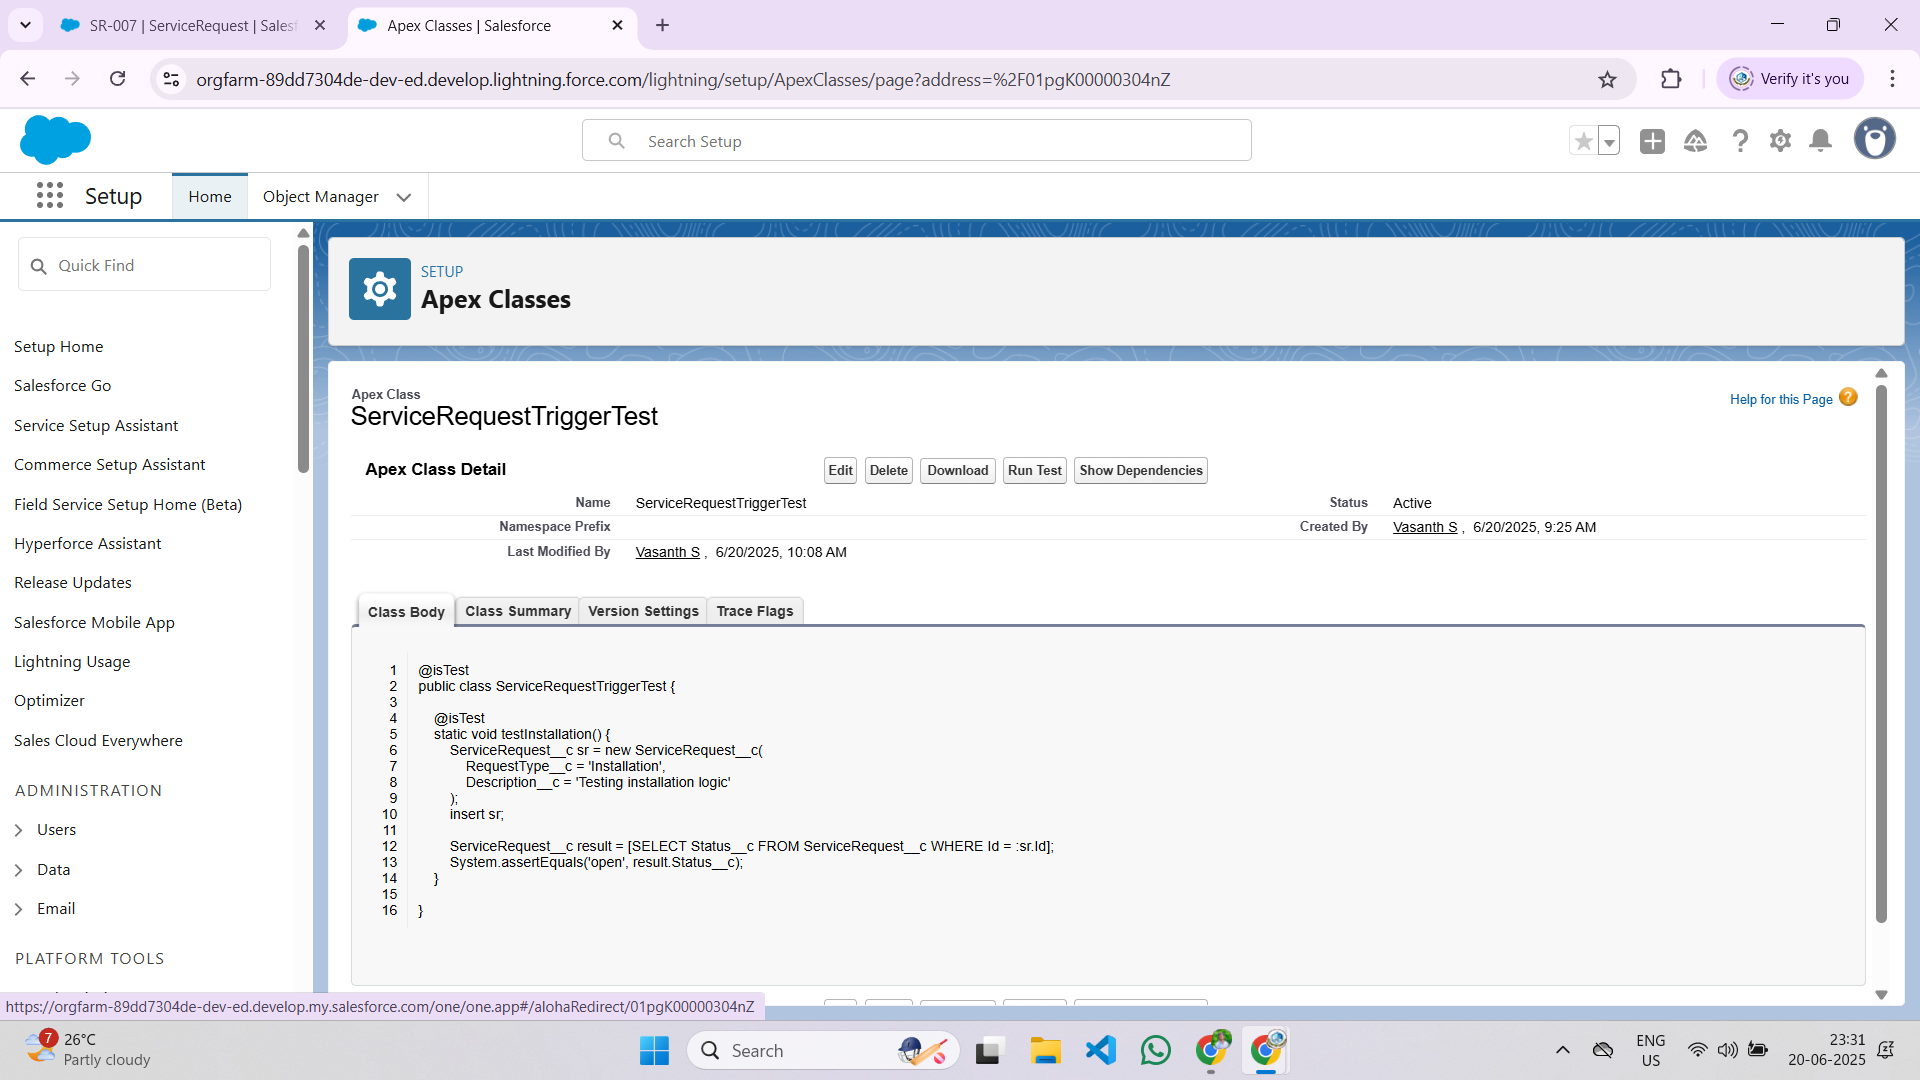 SR-007 | ServiceRequest | Salesf
Apex Classes | Salesforce
orgfarm-89dd7304de-dev-ed.develop.lightning.force.com/lightning/setup/ApexClasses/page?address=%2F01pgK00000304nZ
Verify it's you
Search Setup
Setup
Home
Object Manager
Quick Find
Setup Home
Salesforce Go
Service Setup Assistant
Commerce Setup Assistant
Field Service Setup Home (Beta)
Hyperforce Assistant
Release Updates
Salesforce Mobile App
Lightning Usage
Optimizer
Sales Cloud Everywhere
ADMINISTRATION
Users
Data
Email
PLATFORM TOOLS
SETUP
Apex Classes
Apex Class
ServiceRequestTriggerTest
Help for this Page
Apex Class Detail
Edit Delete Download Run Test Show Dependencies
Name ServiceRequestTriggerTest Status Active
Namespace Prefix Created By Vasanth S , 6/20/2025, 9:25 AM
Last Modified By Vasanth S , 6/20/2025, 10:08 AM
Class Body Class Summary Version Settings Trace Flags
1 @isTest
2 public class ServiceRequestTriggerTest {
3
4 @isTest
5 static void testInstallation() {
6 ServiceRequest__c sr = new ServiceRequest__c(
7 RequestType__c = 'Installation',
8 Description__c = 'Testing installation logic'
9 );
10 insert sr;
11
12 ServiceRequest__c result = [SELECT Status__c FROM ServiceRequest__c WHERE Id = :sr.Id];
13 System.assertEquals('open', result.Status__c);
14 }
15
16 }
https://orgfarm-89dd7304de-dev-ed.develop.my.salesforce.com/one/one.app#/alohaRedirect/01pgK00000304nZ
7
26°C
Partly cloudy
Search
ENG
US
23:31
20-06-2025